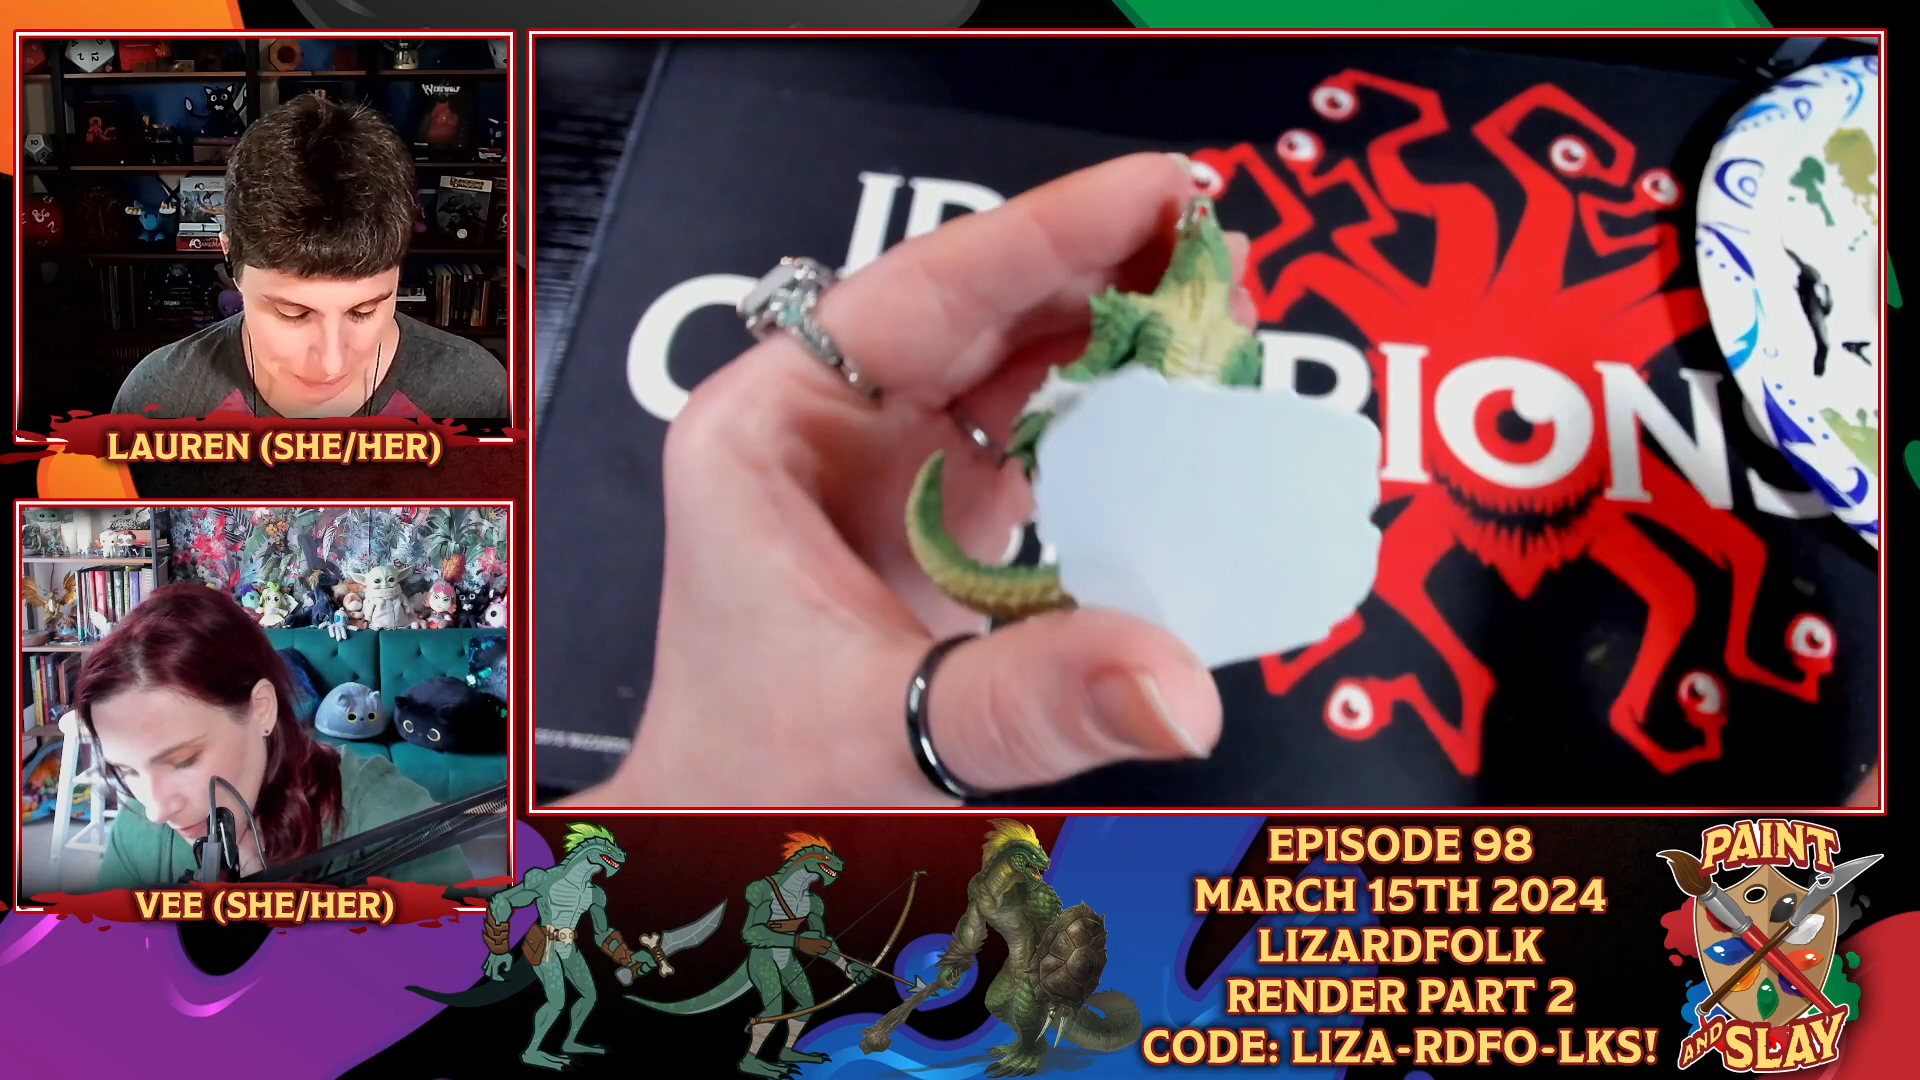 WEREWOLF
LAUREN (SHE/HER)
VEE (SHE/HER)
EPISODE 98
MARCH 15TH 2024
LIZARDFOLK
RENDER PART 2
CODE: LIZA-RDFO-LKS!
PAINT
AND SLAY